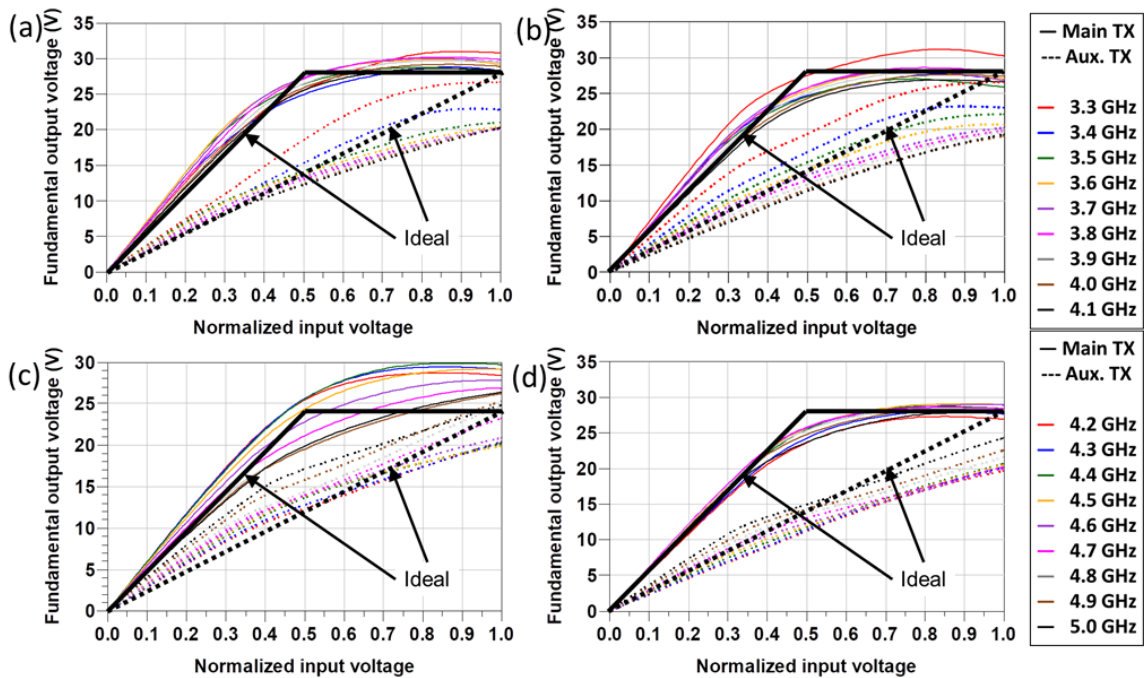 (a)
Fundamental output voltage (V)
35
30
25
20
15
10
5
0
0.0 0.1 0.2 0.3 0.4 0.5 0.6 0.7 0.8 0.9 1.0
Normalized input voltage
Ideal
(b)
Fundamental output voltage (V)
35
30
25
20
15
10
5
0
0.0 0.1 0.2 0.3 0.4 0.5 0.6 0.7 0.8 0.9 1.0
Normalized input voltage
Ideal
Main TX
Aux. TX
3.3 GHz
3.4 GHz
3.5 GHz
3.6 GHz
3.7 GHz
3.8 GHz
3.9 GHz
4.0 GHz
4.1 GHz
(c)
Fundamental output voltage (V)
30
25
20
15
10
5
0
0.0 0.1 0.2 0.3 0.4 0.5 0.6 0.7 0.8 0.9 1.0
Normalized input voltage
Ideal
(d)
Fundamental output voltage (V)
35
30
25
20
15
10
5
0
0.0 0.1 0.2 0.3 0.4 0.5 0.6 0.7 0.8 0.9 1.0
Normalized input voltage
Ideal
Main TX
Aux. TX
4.2 GHz
4.3 GHz
4.4 GHz
4.5 GHz
4.6 GHz
4.7 GHz
4.8 GHz
4.9 GHz
5.0 GHz